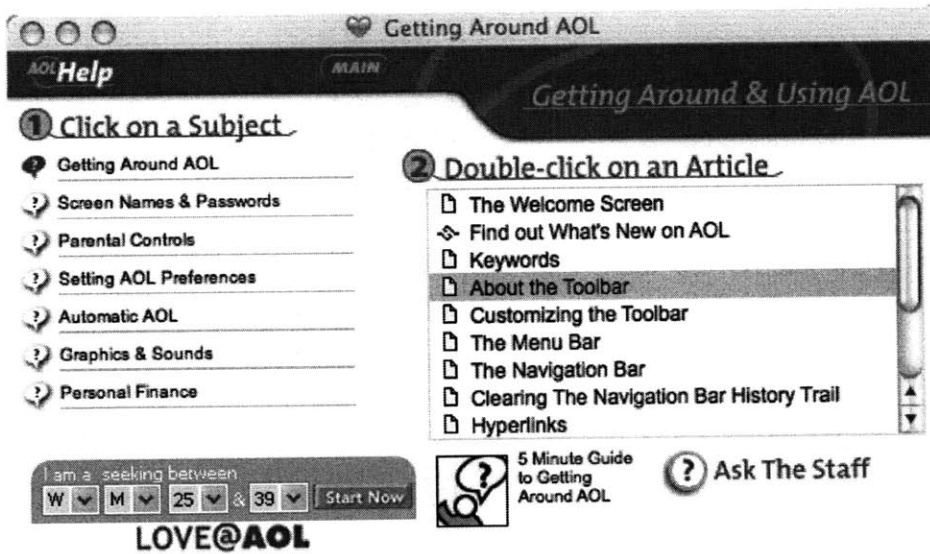 Getting Around AOL
AOL Help
MAIN
Getting Around & Using AOL
1 Click on a Subject
Getting Around AOL
? Screen Names & Passwords
? Parental Controls
? Setting AOL Preferences
? Automatic AOL
? Graphics & Sounds
? Personal Finance
2 Double-click on an Article
The Welcome Screen
Find out What's New on AOL
Keywords
About the Toolbar
Customizing the Toolbar
The Menu Bar
The Navigation Bar
Clearing The Navigation Bar History Trail
Hyperlinks
I am a seeking between
W M 25 & 39 Start Now
LOVE@AOL
?
5 Minute Guide
to Getting
Around AOL
? Ask The Staff